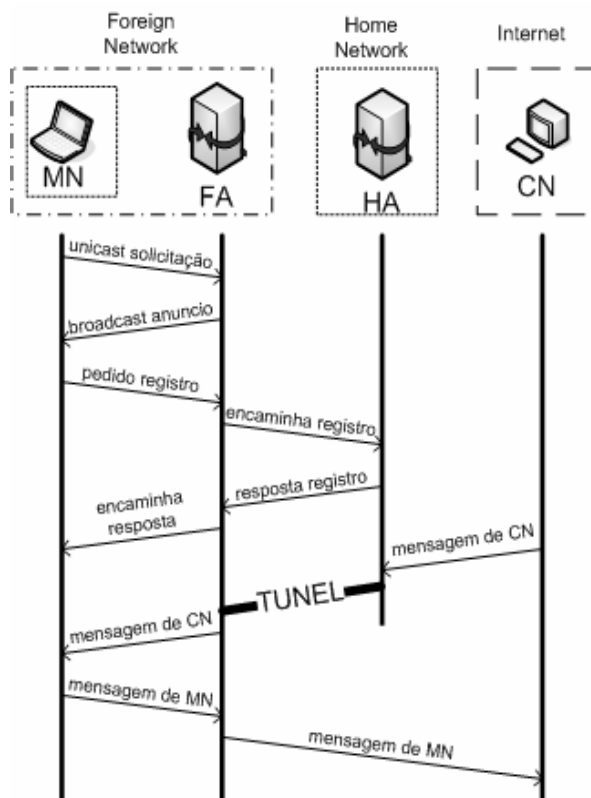 Foreign
Network
Home
Network
Internet
MN
FA
HA
CN
unicast solicitação
broadcast anuncio
pedido registro
encaminha registro
resposta registro
encaminha
resposta
mensagem de CN
TUNEL
mensagem de CN
mensagem de MN
mensagem de MN